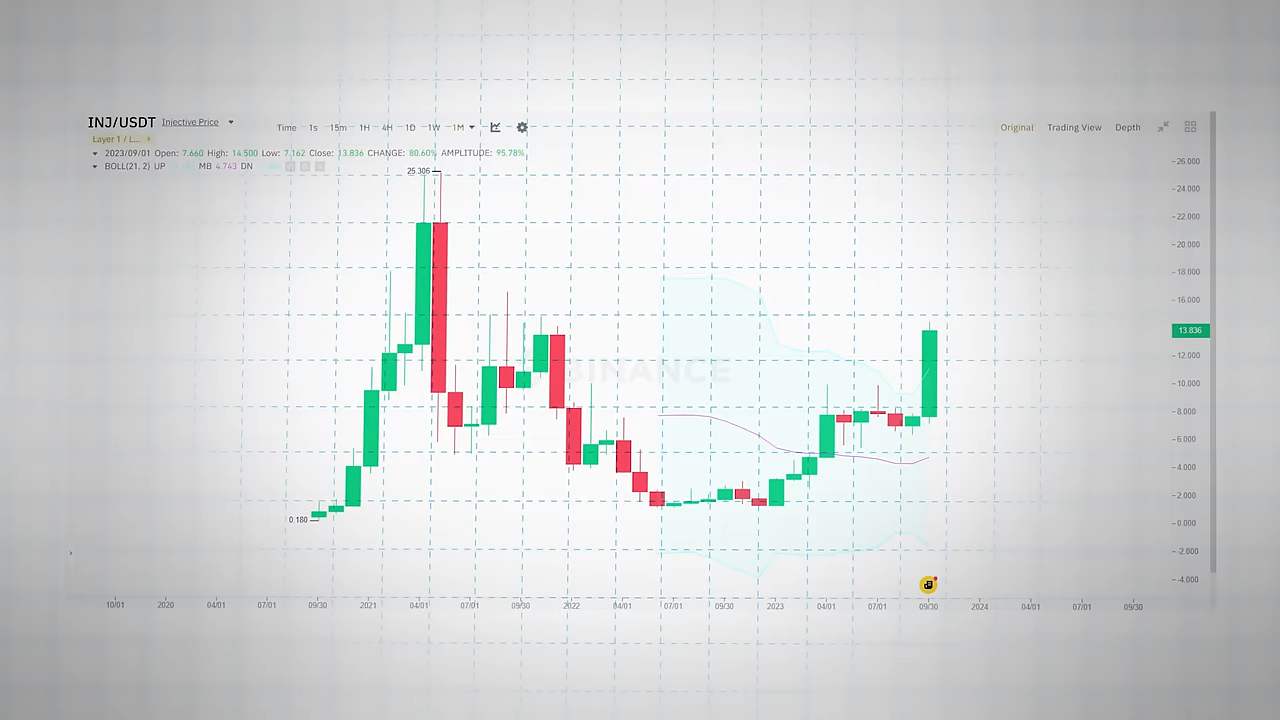 INJ/USDT Injective Price
Time 1s 15m 1H 4H 1D 1W 1M
Original Trading View Depth
Layer 1 / L...
2023/09/01 Open: 7.660 High: 14.500 Low: 7.162 Close: 13.836 CHANGE: 80.60% AMPLITUDE: 95.78%
BOLL(21, 2) UP MB 4.743 DN
25.306
0.180
BINANCE
26.000
24.000
22.000
20.000
18.000
16.000
13.836
12.000
10.000
8.000
6.000
4.000
2.000
0.000
-2.000
-4.000
10/01 2020 04/01 07/01 09/30 2021 04/01 07/01 09/30 2022 04/01 07/01 09/30 2023 04/01 07/01 09/30 2024 04/01 07/01 09/30